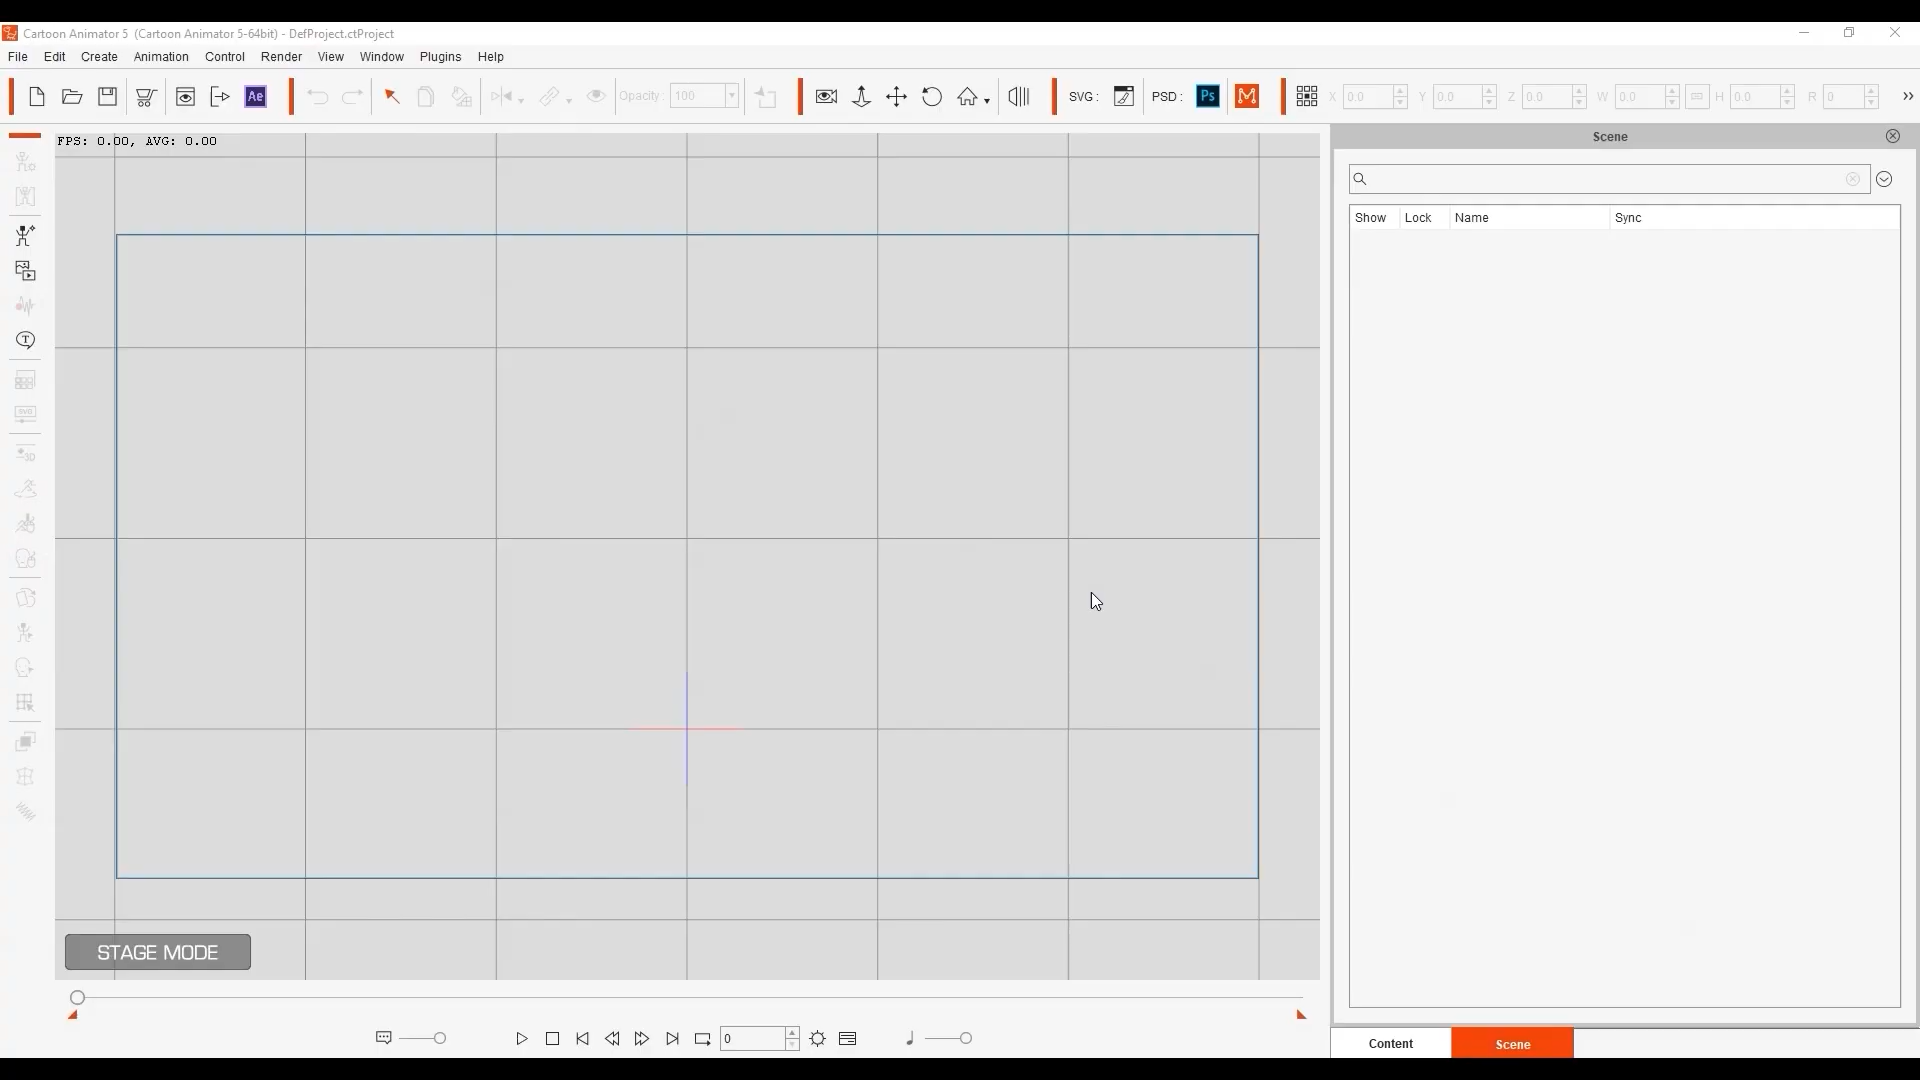 Cartoon Animator 5 (Cartoon Animator 5-64bit) - DefProject.ctProject
File Edit Create Animation Control Render View Window Plugins Help
Ae Opacity: 100 SVG: PSD: Ps X 0.0 Y 0.0 Z 0.0 W 0.0 H 0.0 R 0
FPS: 0.00, AVG: 0.00
Scene
Show Lock Name Sync
T
SVG
3D
STAGE MODE
0
Content Scene